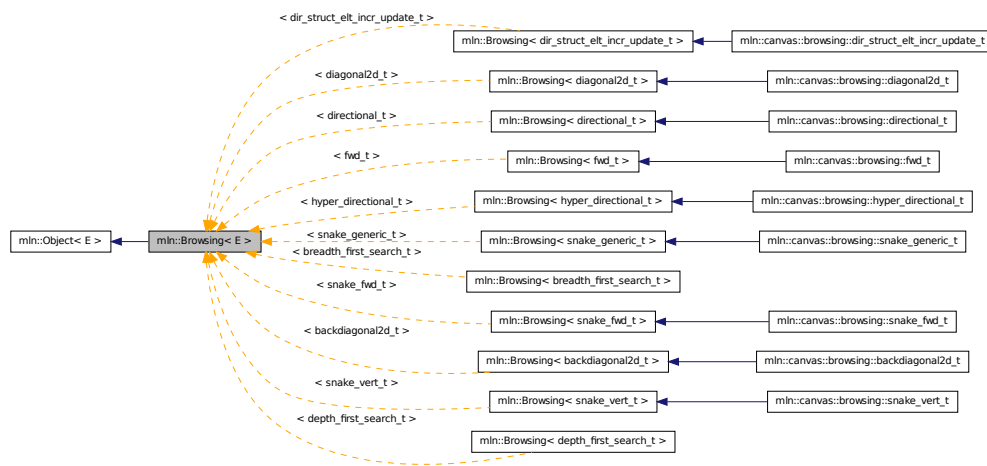 < dir_struct_elt_incr_update_t >
mln::Browsing< dir_struct_elt_incr_update_t >
mln::canvas::browsing::dir_struct_elt_incr_update_t
< diagonal2d_t >
mln::Browsing< diagonal2d_t >
mln::canvas::browsing::diagonal2d_t
< directional_t >
mln::Browsing< directional_t >
mln::canvas::browsing::directional_t
< fwd_t >
mln::Browsing< fwd_t >
mln::canvas::browsing::fwd_t
< hyper_directional_t >
mln::Browsing< hyper_directional_t >
mln::canvas::browsing::hyper_directional_t
mln::Object< E >
mln::Browsing< E >
< snake_generic_t >
mln::Browsing< snake_generic_t >
mln::canvas::browsing::snake_generic_t
< breadth_first_search_t >
mln::Browsing< breadth_first_search_t >
< snake_fwd_t >
mln::Browsing< snake_fwd_t >
mln::canvas::browsing::snake_fwd_t
< backdiagonal2d_t >
mln::Browsing< backdiagonal2d_t >
mln::canvas::browsing::backdiagonal2d_t
< snake_vert_t >
mln::Browsing< snake_vert_t >
mln::canvas::browsing::snake_vert_t
< depth_first_search_t >
mln::Browsing< depth_first_search_t >